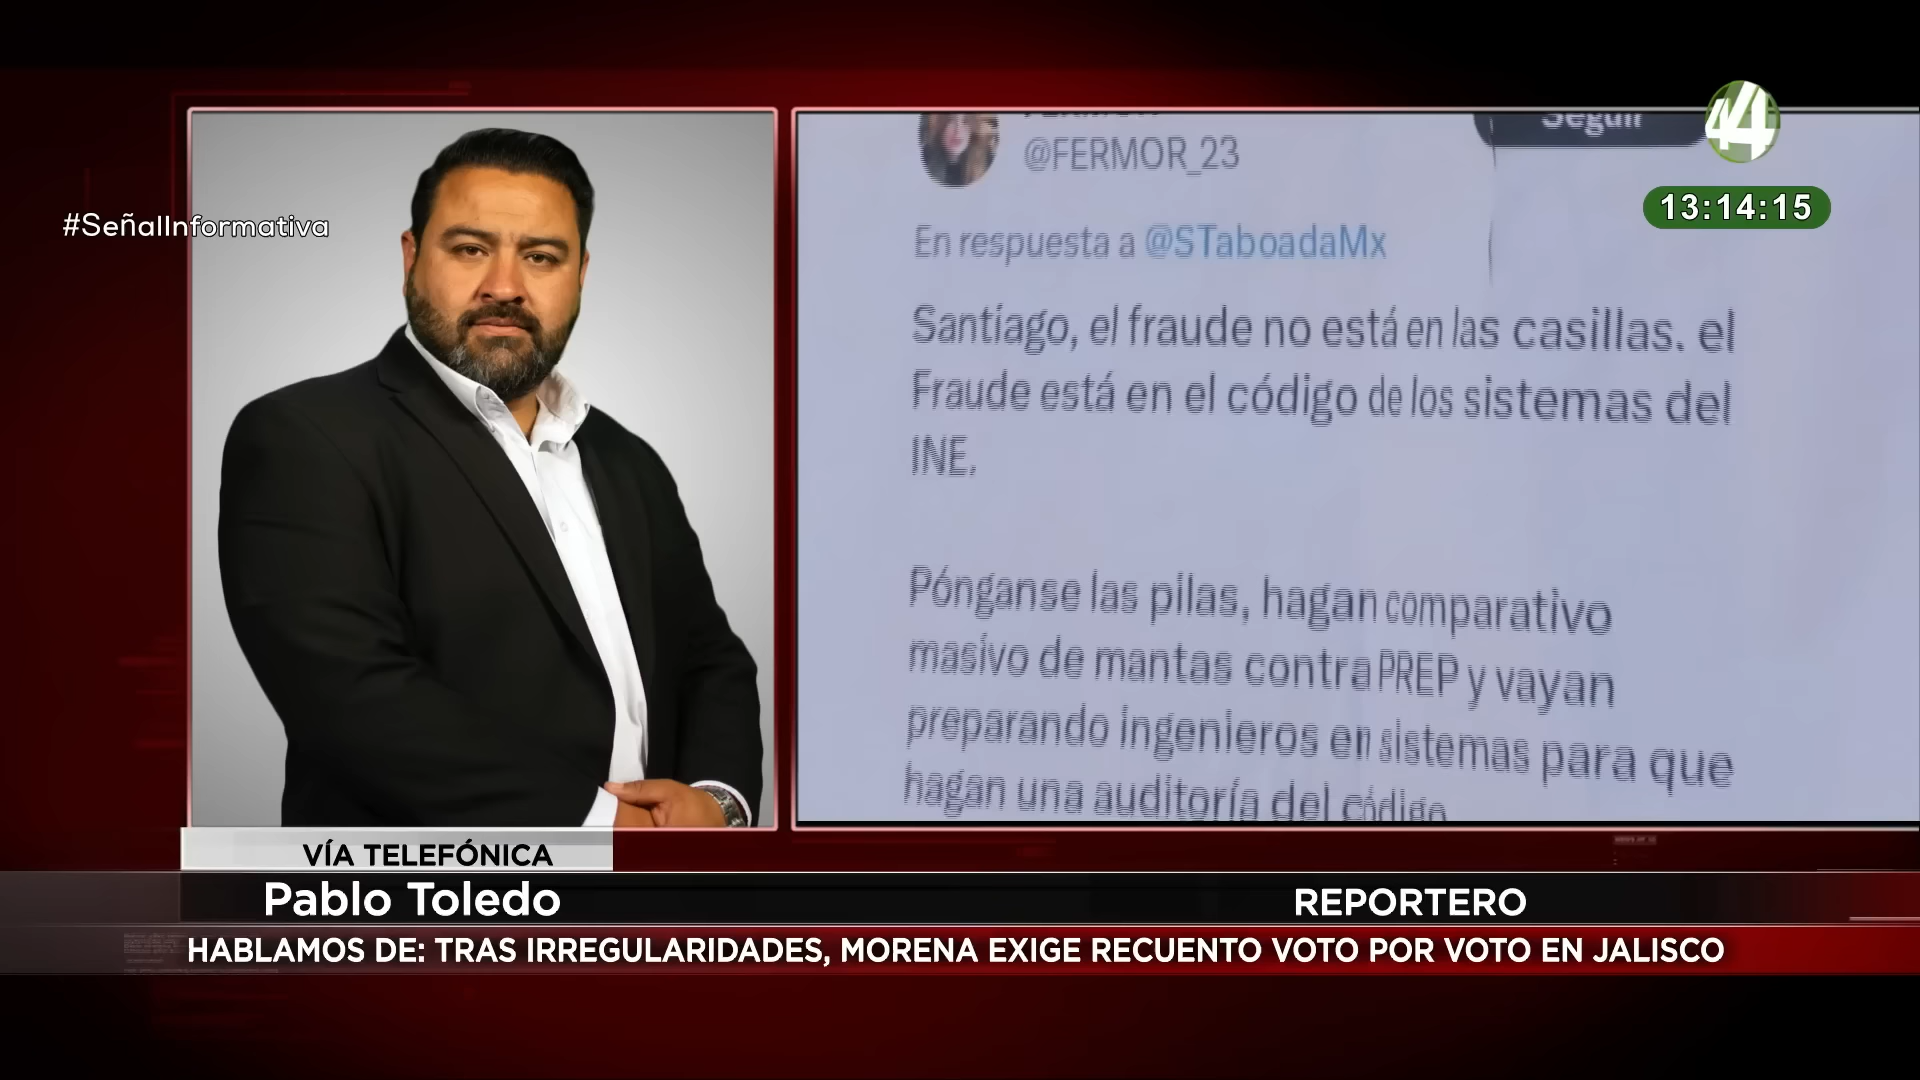 44
13:14:15
#SeñalInformativa
Seguir
@FERMOR_23
En respuesta a @STaboadaMx
Santiago, el fraude no está en las casillas. el
Fraude está en el código de los sistemas del
INE.
Pónganse las pilas, hagan comparativo
masivo de mantas contra PREP y vayan
preparando ingenieros en sistemas para que
hagan una auditoría del código
VÍA TELEFÓNICA
Pablo Toledo
REPORTERO
HABLAMOS DE: TRAS IRREGULARIDADES, MORENA EXIGE RECUENTO VOTO POR VOTO EN JALISCO